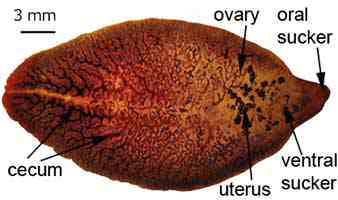 3 mm
ovary
oral
sucker
cecum
uterus
ventral
sucker